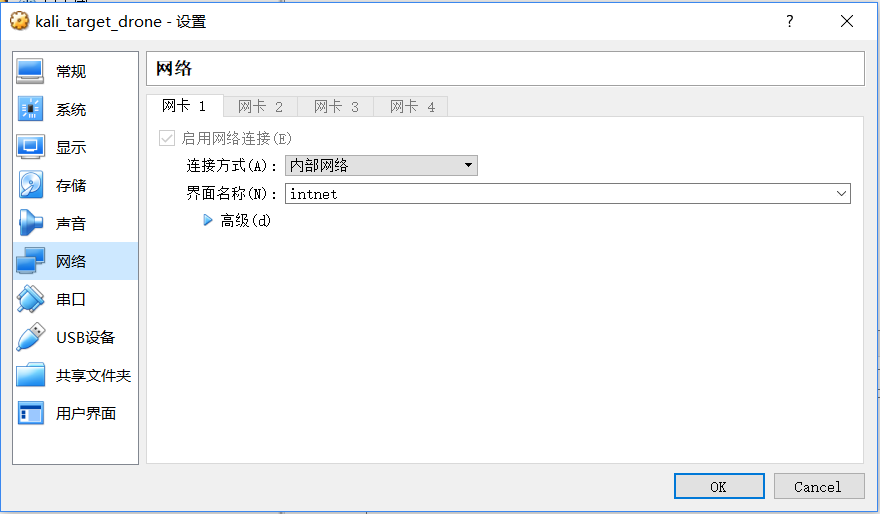 kali_target_drone - 设置
?
常规
系统
显示
存储
声音
网络
串口
USB设备
共享文件夹
用户界面
网络
网卡 1 网卡 2 网卡 3 网卡 4
启用网络连接(E)
连接方式(A): 内部网络
界面名称(N): intnet
高级(d)
OK Cancel